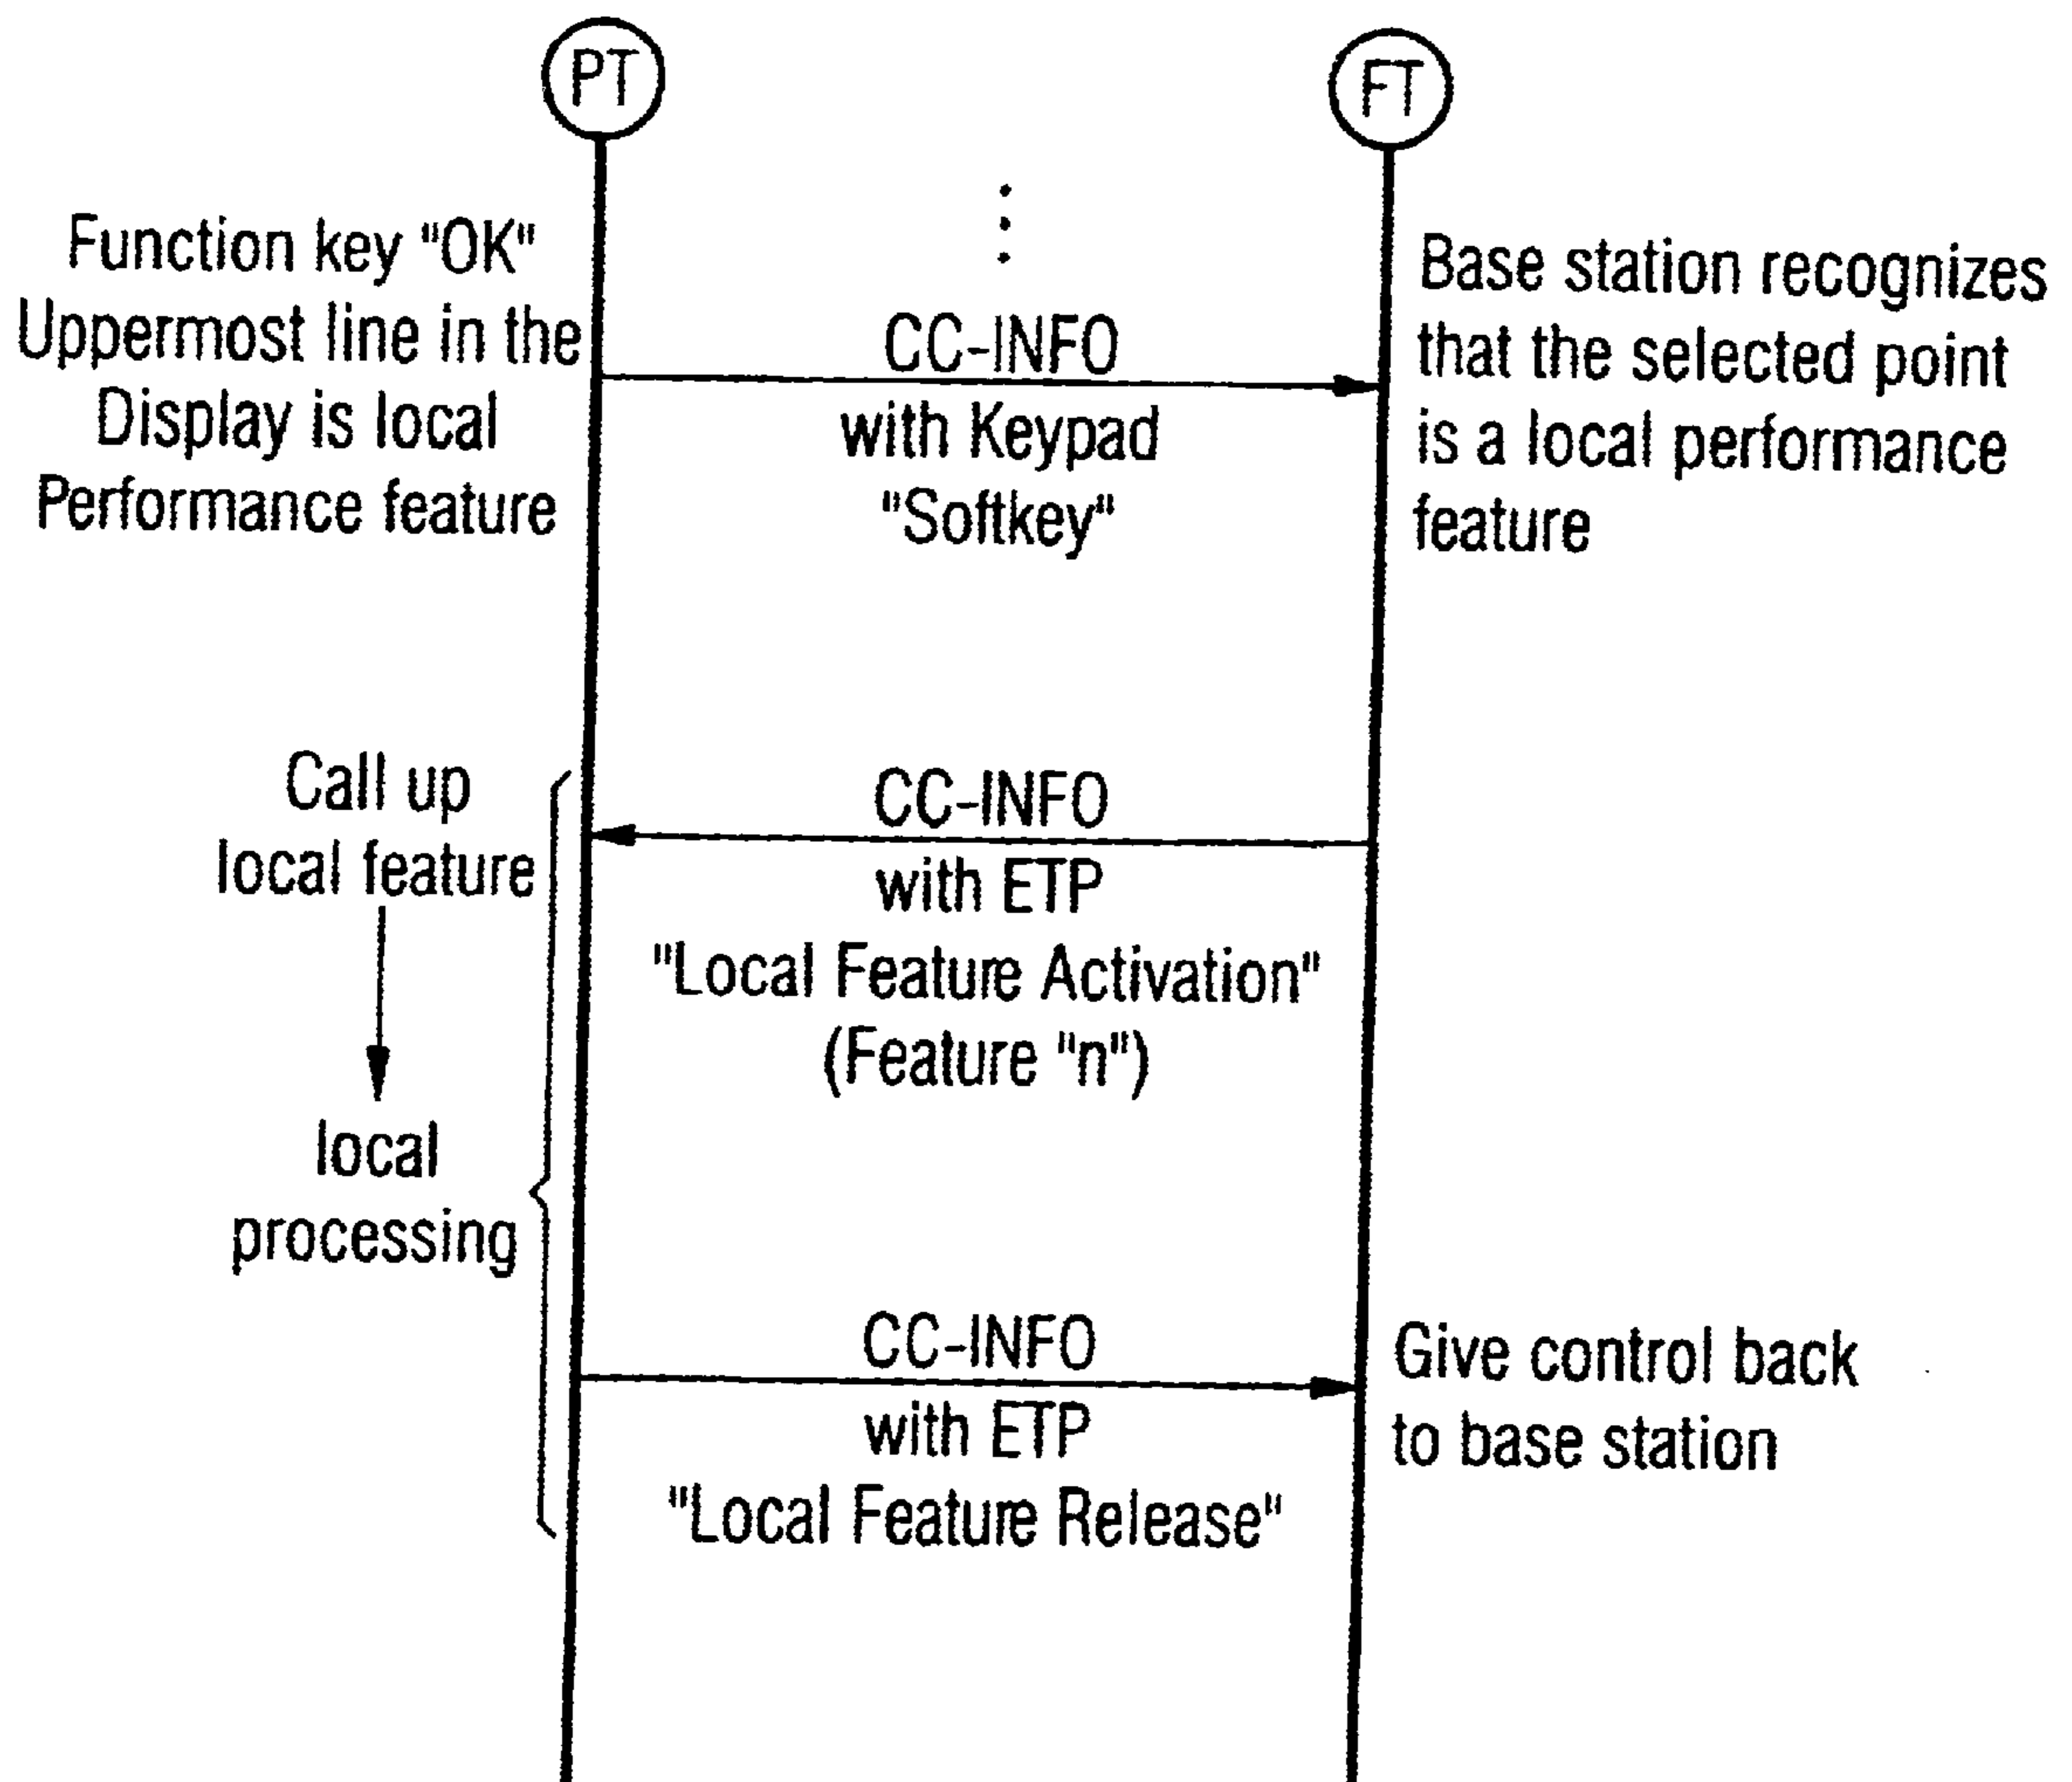 PT
FT
Function key "OK"
Uppermost line in the
Display is local
Performance feature
CC-INFO
with Keypad
"Softkey"
Base station recognizes
that the selected point
is a local performance
feature
Call up
local feature
local
processing
CC-INFO
with ETP
"Local Feature Activation"
(Feature "n")
CC-INFO
with ETP
"Local Feature Release"
Give control back
to base station